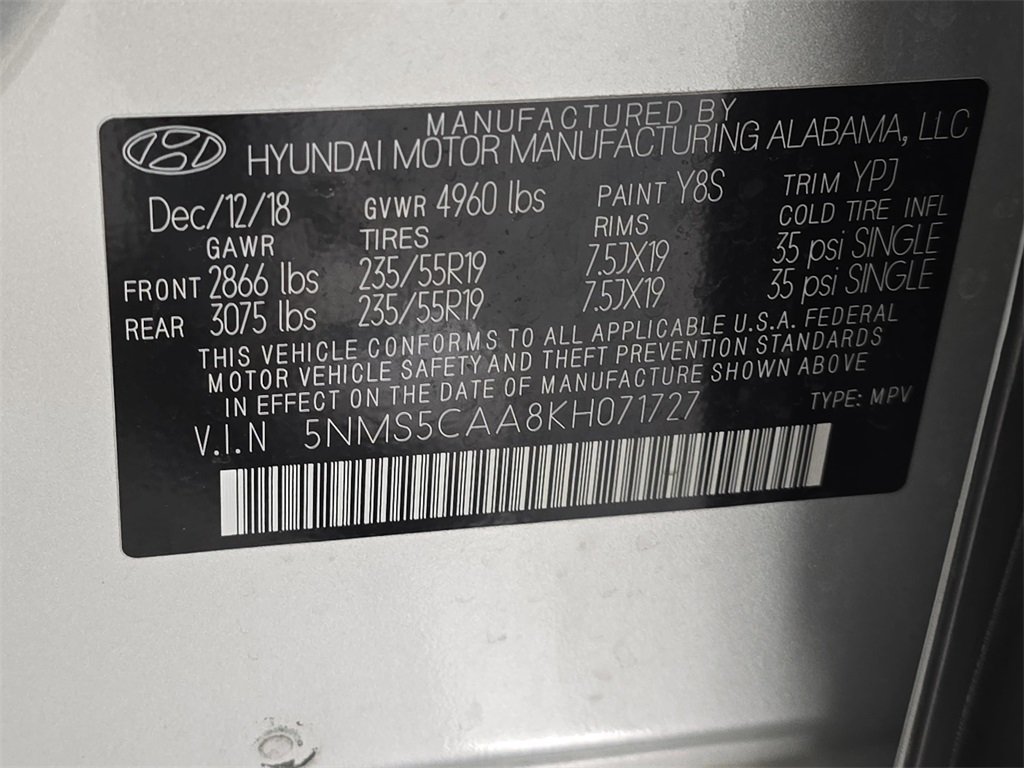 MANUFACTURED BY
HYUNDAI MOTOR MANUFACTURING ALABAMA, LLC
Dec/12/18 GVWR 4960 lbs PAINT Y8S TRIM YPJ
GAWR TIRES RIMS COLD TIRE INFL
FRONT 2866 lbs 235/55R19 7.5JX19 35 psi SINGLE
REAR 3075 lbs 235/55R19 7.5JX19 35 psi SINGLE
THIS VEHICLE CONFORMS TO ALL APPLICABLE U.S.A. FEDERAL
MOTOR VEHICLE SAFETY AND THEFT PREVENTION STANDARDS
IN EFFECT ON THE DATE OF MANUFACTURE SHOWN ABOVE
V.I.N 5NMS5CAA8KH071727 TYPE: MPV